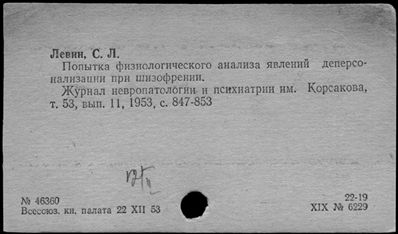 Левин, С. Л.
Попытка физиологического анализа явлений деперсо-
нализации при шизофрении.
Журнал невропатологии и психиатрии им. Корсакова,
т. 53, вып. 11, 1953, с. 847-853
№ 46360
Всесоюз. кн. палата 22 XII 53
22-19
XIX № 6229